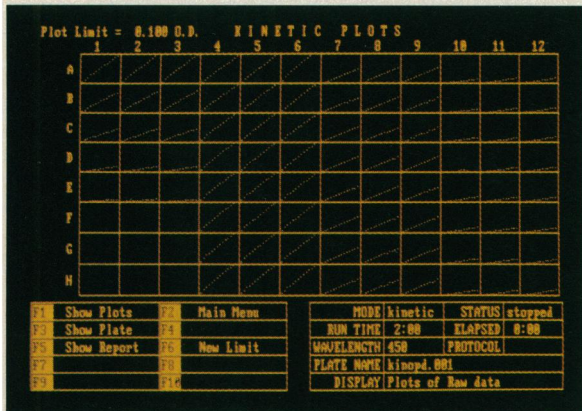 Plot Limit = 0.100 O.D. KINETIC PLOTS
1 2 3 4 5 6 7 8 9 10 11 12
A
B
C
D
E
F
G
H
F1 Show Plots F2 Main Menu
F3 Show Plate F4
F5 Show Report F6 New Limit
F7 F8
F9 F10
MODE kinetic STATUS stopped
RUN TIME 2:00 ELAPSED 0:00
WAVELENGTH 450 PROTOCOL
PLATE NAME kinopd.001
DISPLAY Plots of Raw data